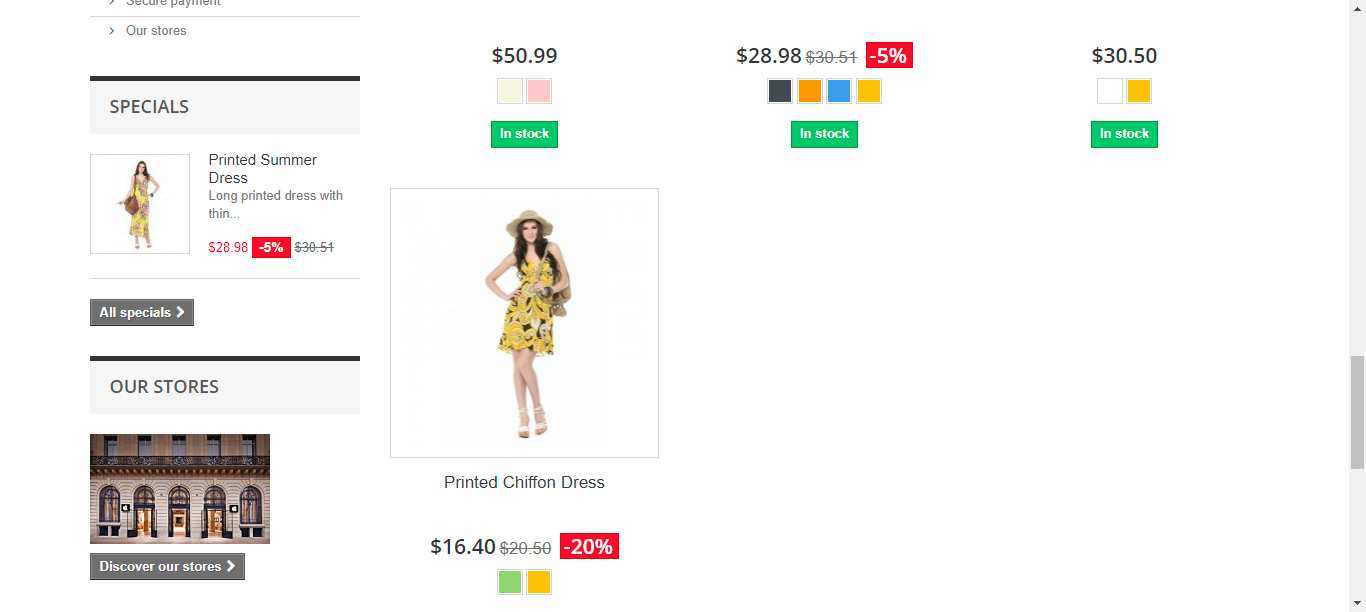 Secure payment
Our stores
SPECIALS
Printed Summer
Dress
Long printed dress with
thin...
$28.98 -5% $30.51
All specials
OUR STORES
Discover our stores
$50.99
In stock
$28.98 $30.51 -5%
In stock
$30.50
In stock
Printed Chiffon Dress
$16.40 $20.50 -20%